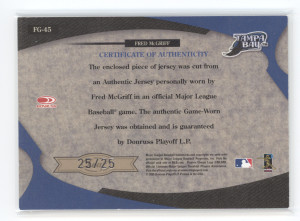 FG-45
FRED McGRIFF
TAMPA BAY
CERTIFICATE OF AUTHENTICITY
The enclosed piece of jersey was cut from
an Authentic Jersey personally worn by
Fred McGriff in an official Major League
Baseball® game. The authentic Game-Worn
Jersey was obtained and is guaranteed
by Donruss Playoff L.P.
25/25